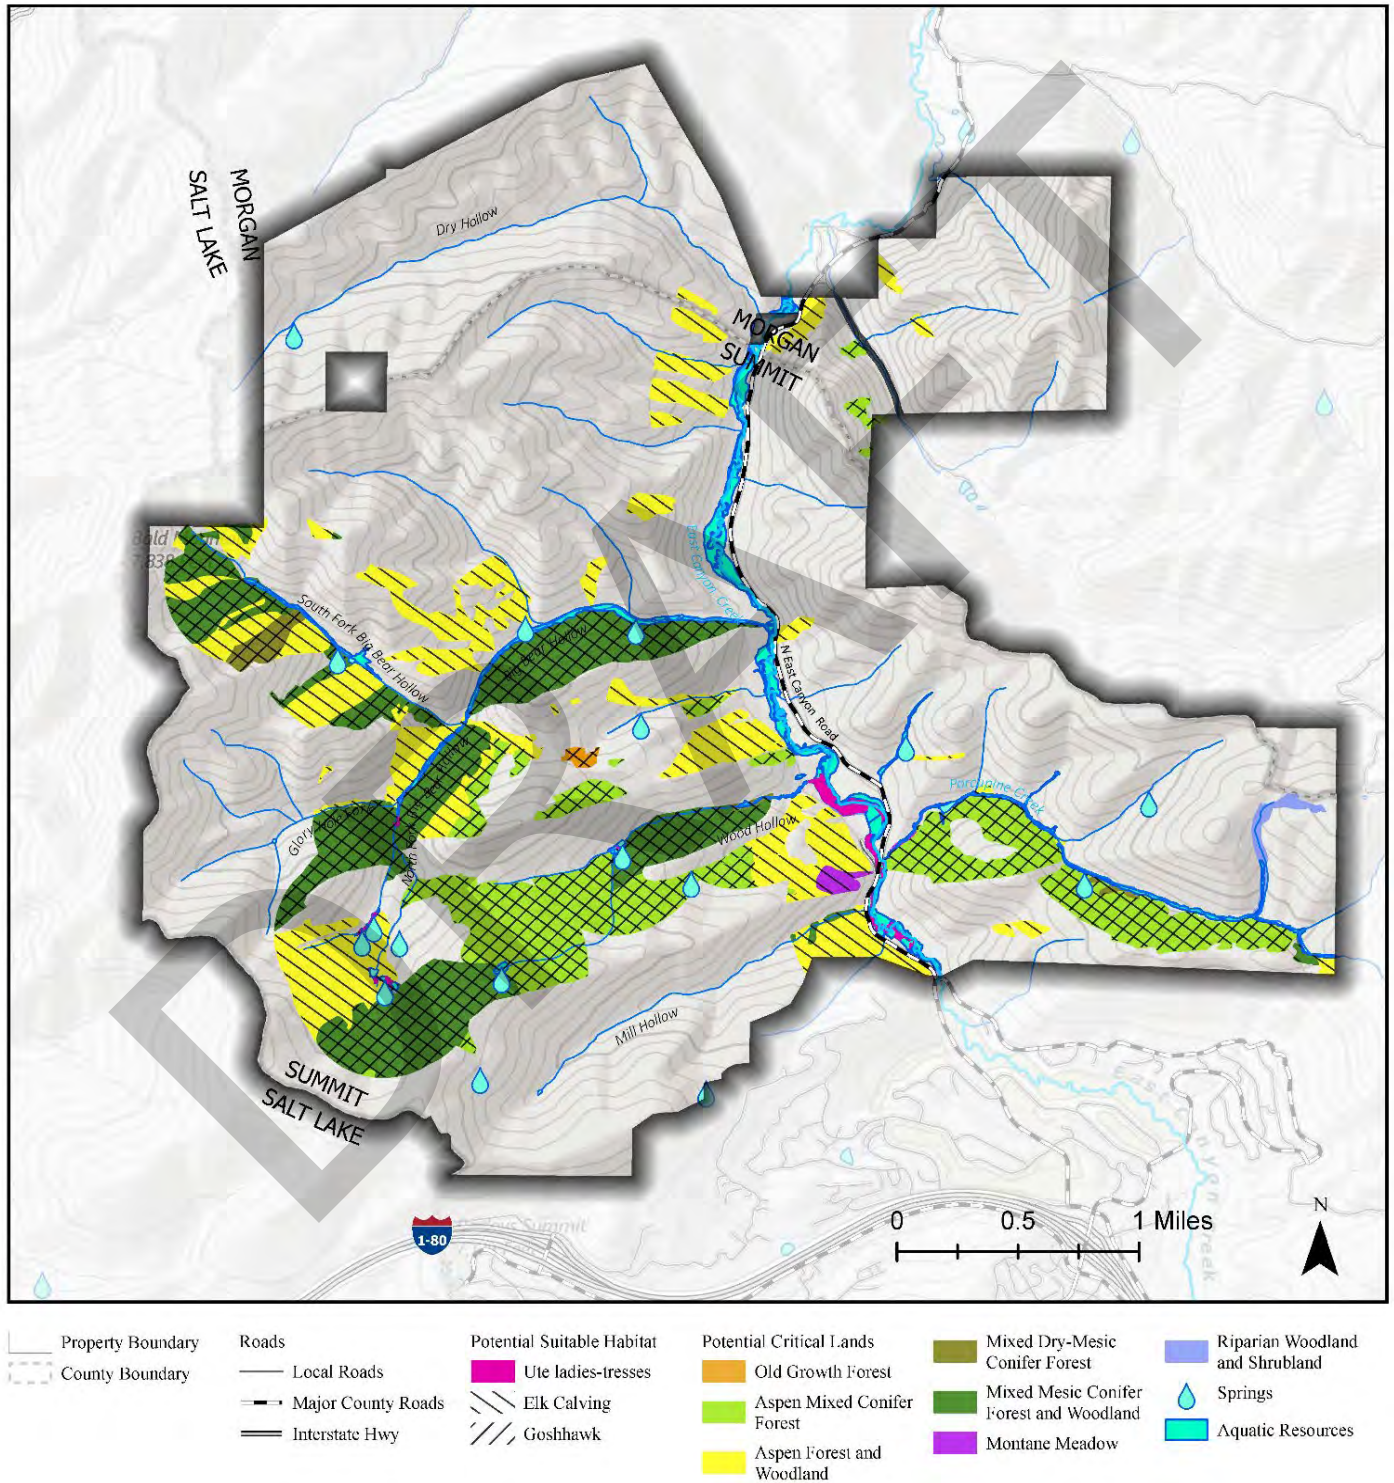 DRAFT
MORGAN
SALT LAKE
Dry Hollow
MORGAN
SUMMIT
East Canyon Creek
South Fork Big Bear Hollow
Big Bear Hollow
N East Canyon Road
Porcupine Creek
Wood Hollow
Mill Hollow
SUMMIT
SALT LAKE
Summit
1-80
0 0.5 1 Miles
N
Property Boundary
County Boundary
Roads
Local Roads
Major County Roads
Interstate Hwy
Potential Suitable Habitat
Ute ladies-tresses
Elk Calving
Goshhawk
Potential Critical Lands
Old Growth Forest
Aspen Mixed Conifer
Forest
Aspen Forest and
Woodland
Mixed Dry-Mesic
Conifer Forest
Mixed Mesic Conifer
Forest and Woodland
Montane Meadow
Riparian Woodland
and Shrubland
Springs
Aquatic Resources